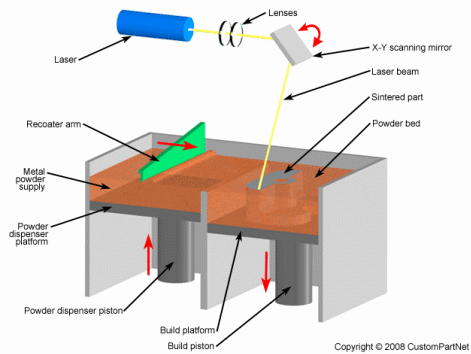 Lenses
X-Y scanning mirror
Laser
Laser beam
Sintered part
Recoater arm
Powder bed
Metal
powder
supply
Powder
dispenser
platform
Powder dispenser piston
Build platform
Build piston
Copyright © 2008 CustomPartNet